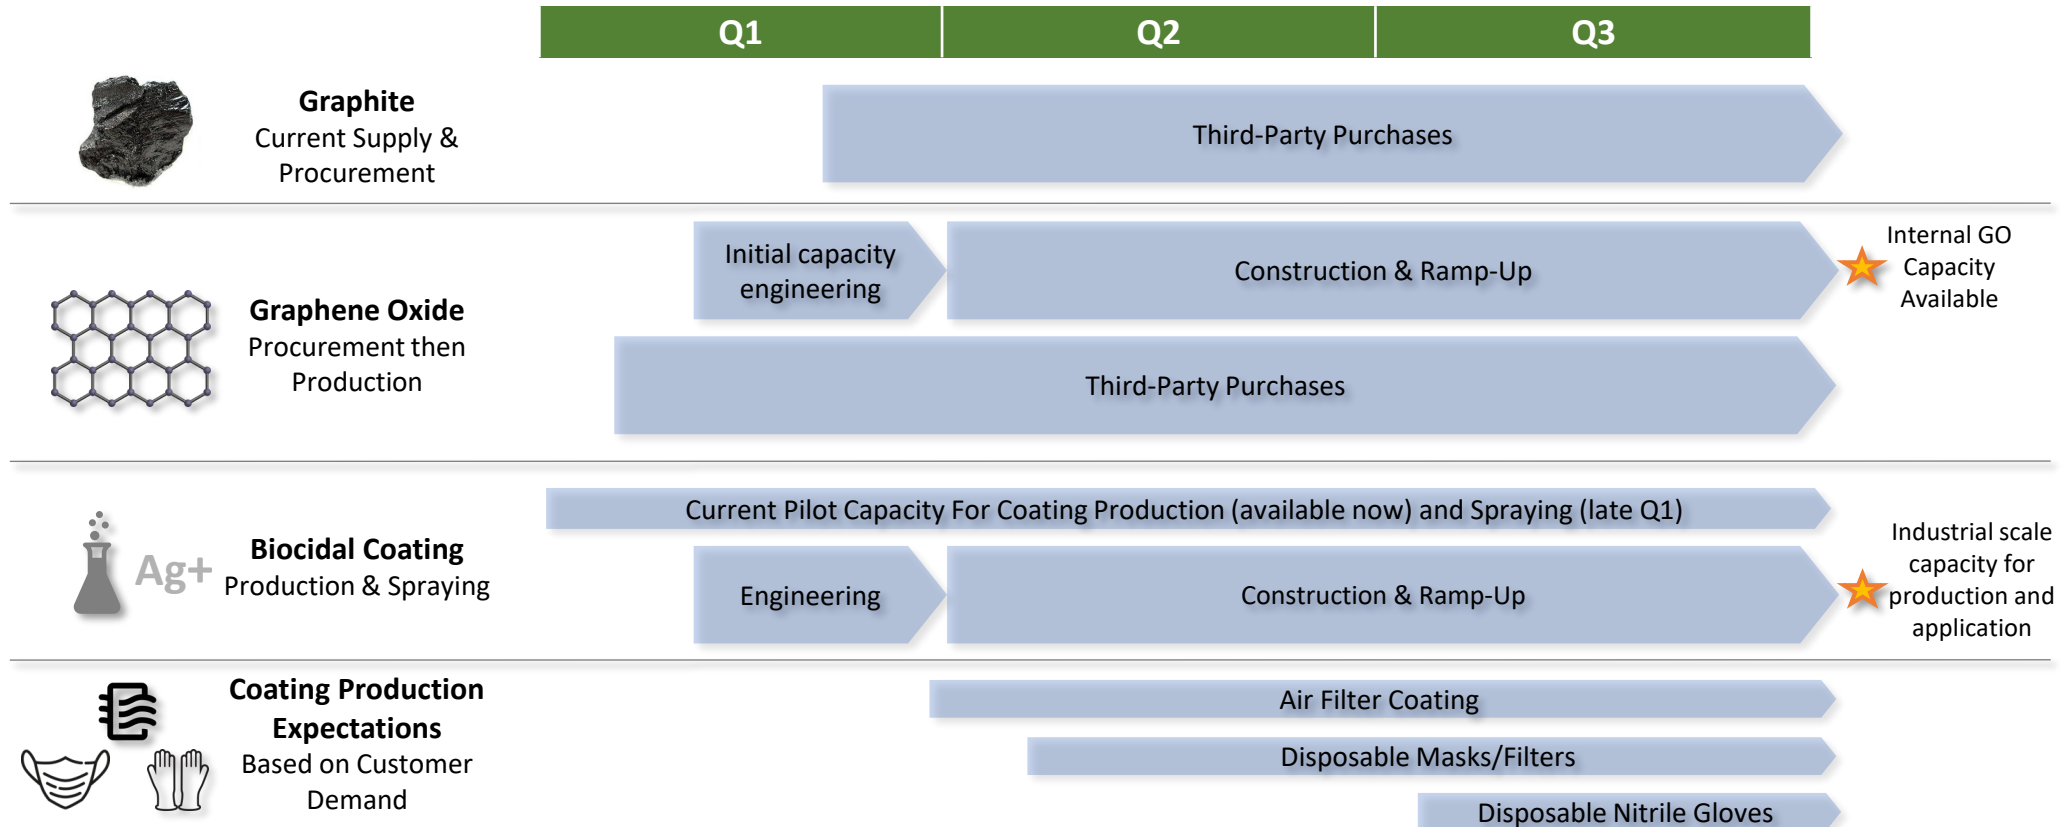 Q1
Q2
Q3
Graphite
Current Supply &
Procurement
Third-Party Purchases
Graphene Oxide
Procurement then
Production
Initial capacity
engineering
Construction & Ramp-Up
Internal GO
Capacity
Available
Third-Party Purchases
Ag+
Biocidal Coating
Production & Spraying
Current Pilot Capacity For Coating Production (available now) and Spraying (late Q1)
Engineering
Construction & Ramp-Up
Industrial scale
capacity for
production and
application
Coating Production
Expectations
Based on Customer
Demand
Air Filter Coating
Disposable Masks/Filters
Disposable Nitrile Gloves